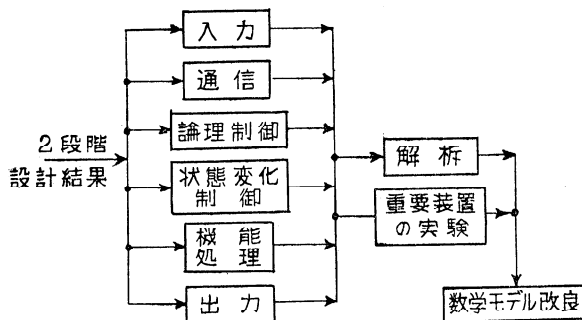 2段階
設計結果
入力
通信
論理制御
状態変化
制御
機能
処理
出力
解析
重要装置
の実験
数学モデル改良